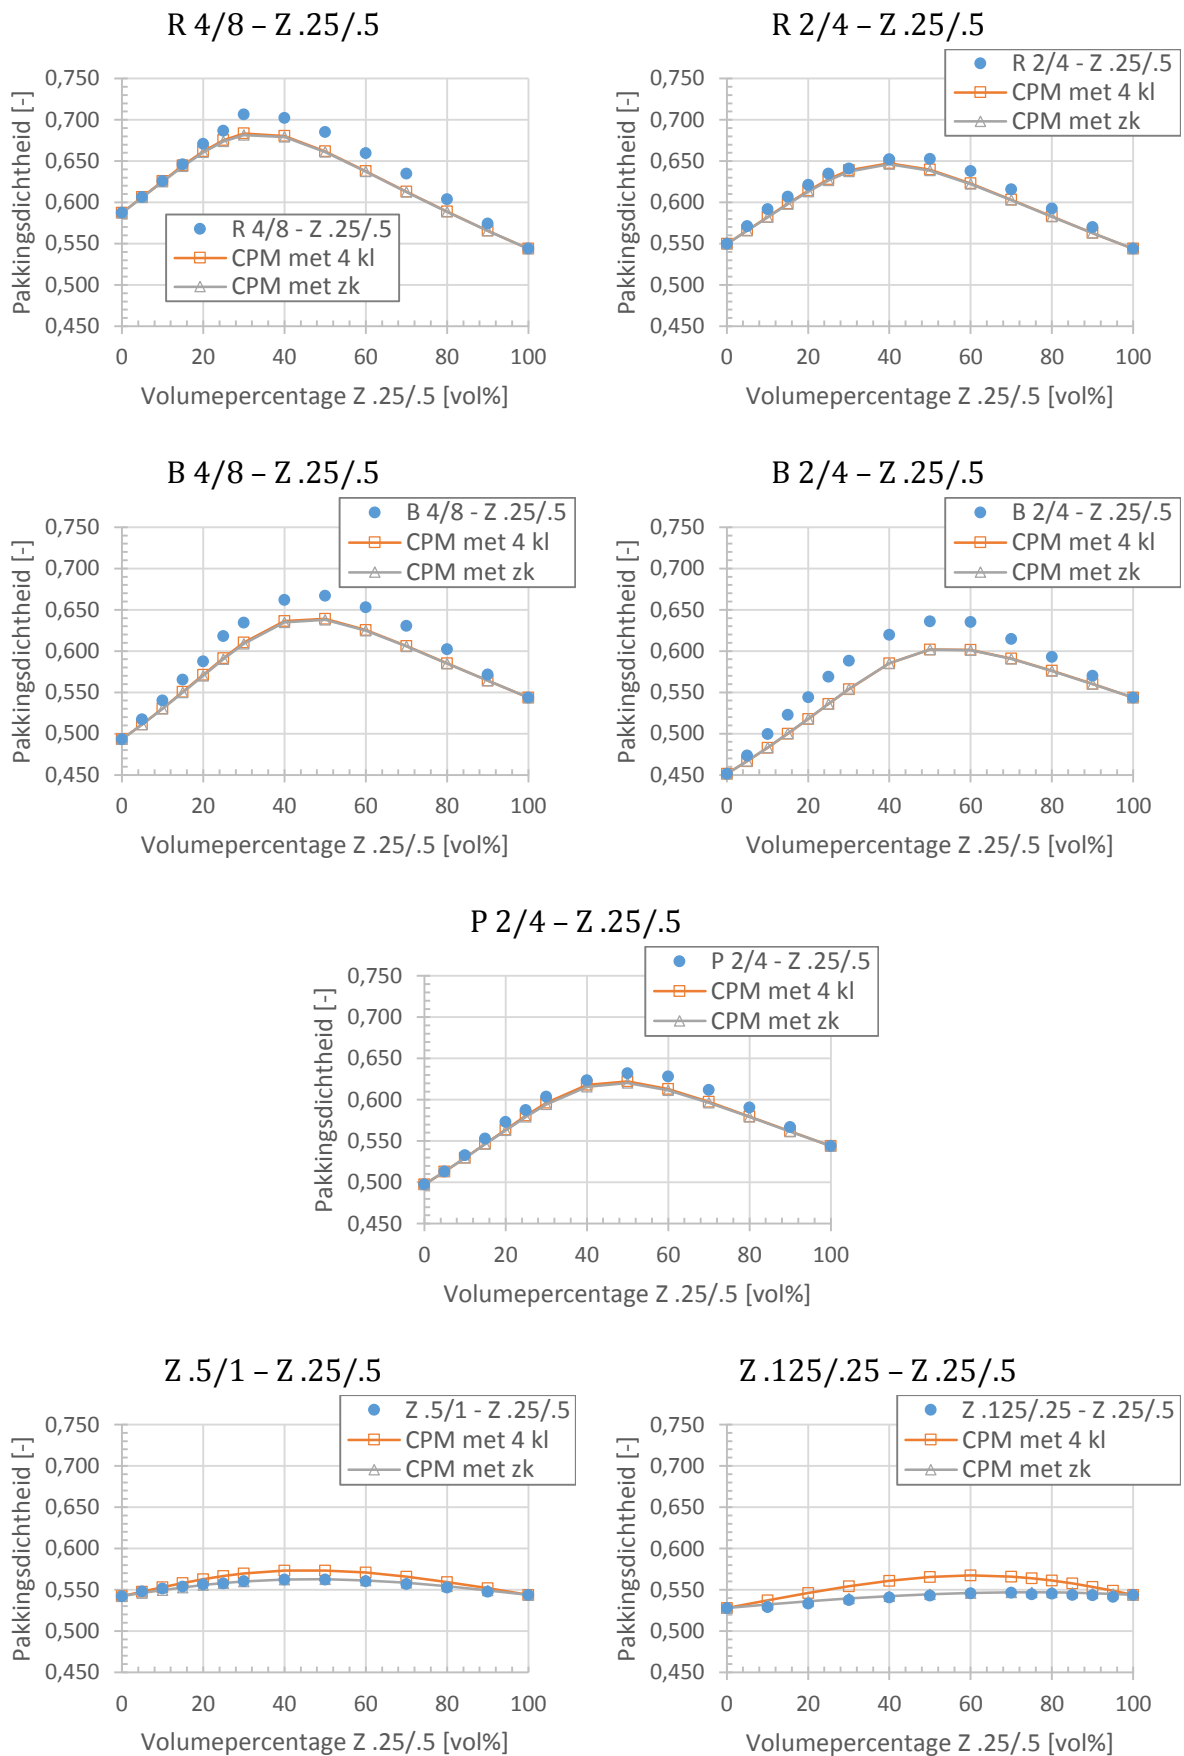 R 4/8 – Z .25/.5
Pakkingsdichtheid [-]
0,750
0,700
0,650
0,600
0,550
0,500
0,450
R 4/8 - Z .25/.5
CPM met 4 kl
CPM met zk
0 20 40 60 80 100
Volumepercentage Z .25/.5 [vol%]
R 2/4 – Z .25/.5
Pakkingsdichtheid [-]
0,750
0,700
0,650
0,600
0,550
0,500
0,450
R 2/4 - Z .25/.5
CPM met 4 kl
CPM met zk
0 20 40 60 80 100
Volumepercentage Z .25/.5 [vol%]
B 4/8 – Z .25/.5
Pakkingsdichtheid [-]
0,750
0,700
0,650
0,600
0,550
0,500
0,450
B 4/8 - Z .25/.5
CPM met 4 kl
CPM met zk
0 20 40 60 80 100
Volumepercentage Z .25/.5 [vol%]
B 2/4 – Z .25/.5
Pakkingsdichtheid [-]
0,750
0,700
0,650
0,600
0,550
0,500
0,450
B 2/4 - Z .25/.5
CPM met 4 kl
CPM met zk
0 20 40 60 80 100
Volumepercentage Z .25/.5 [vol%]
P 2/4 – Z .25/.5
Pakkingsdichtheid [-]
0,750
0,700
0,650
0,600
0,550
0,500
0,450
P 2/4 - Z .25/.5
CPM met 4 kl
CPM met zk
0 20 40 60 80 100
Volumepercentage Z .25/.5 [vol%]
Z .5/1 – Z .25/.5
Pakkingsdichtheid [-]
0,750
0,700
0,650
0,600
0,550
0,500
0,450
Z .5/1 - Z .25/.5
CPM met 4 kl
CPM met zk
0 20 40 60 80 100
Volumepercentage Z .25/.5 [vol%]
Z .125/.25 – Z .25/.5
Pakkingsdichtheid [-]
0,750
0,700
0,650
0,600
0,550
0,500
0,450
Z .125/.25 - Z .25/.5
CPM met 4 kl
CPM met zk
0 20 40 60 80 100
Volumepercentage Z .25/.5 [vol%]